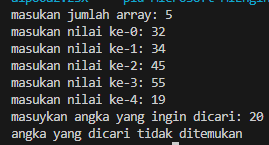 masukan jumlah array: 5
masukan nilai ke-0: 32
masukan nilai ke-1: 34
masukan nilai ke-2: 45
masukan nilai ke-3: 55
masukan nilai ke-4: 19
masuykan angka yang ingin dicari: 20
angka yang dicari tidak ditemukan